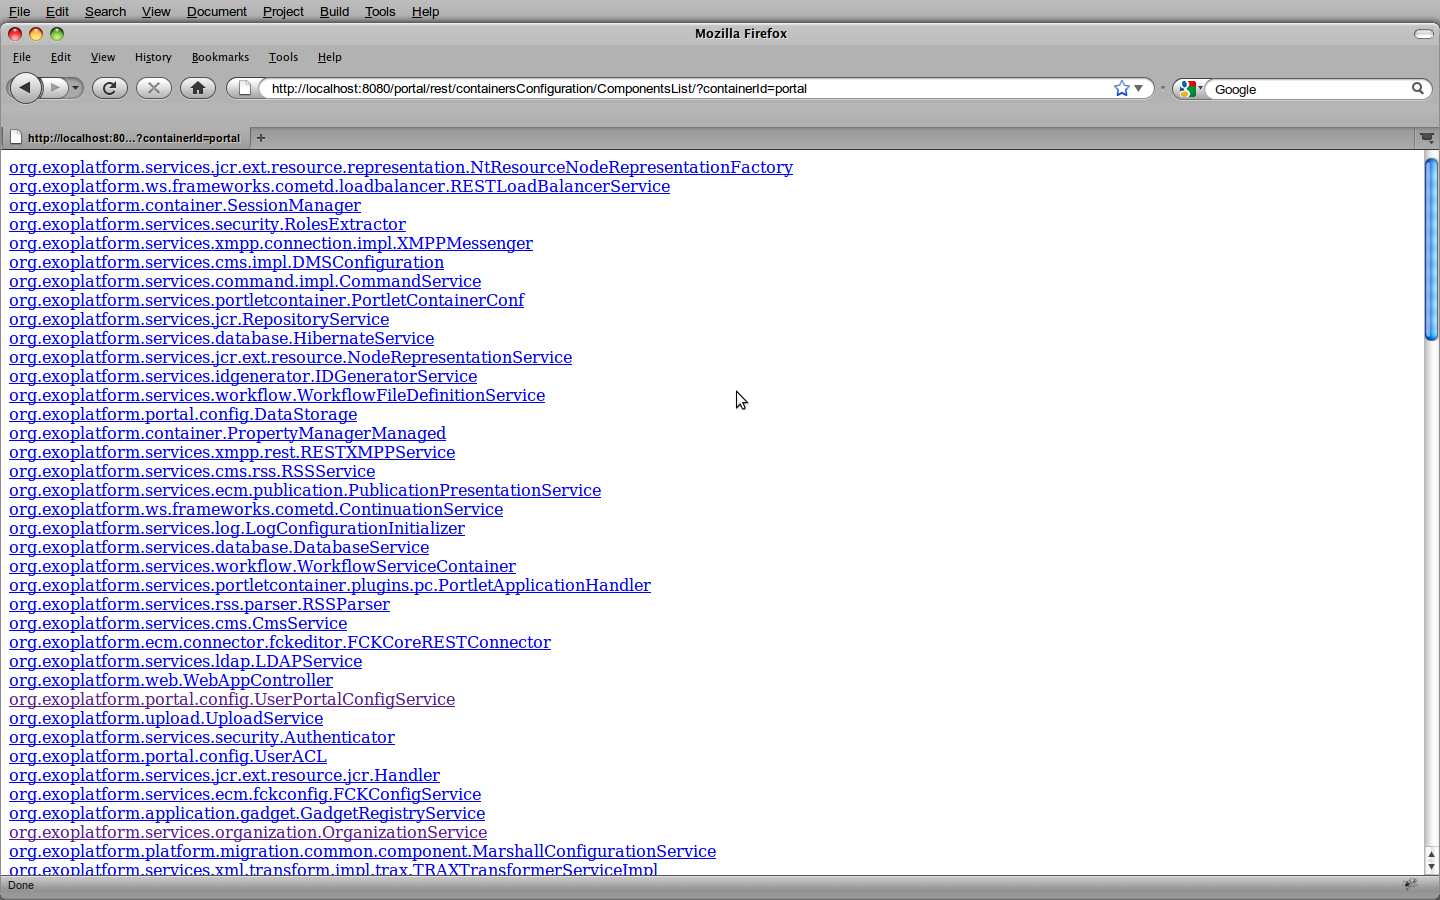 File Edit Search View Document Project Build Tools Help
Mozilla Firefox
File Edit View History Bookmarks Tools Help
http://localhost:8080/portal/rest/containersConfiguration/ComponentsList/?containerId=portal Google
http://localhost:80...?containerId=portal +
org.exoplatform.services.jcr.ext.resource.representation.NtResourceNodeRepresentationFactory
org.exoplatform.ws.frameworks.cometd.loadbalancer.RESTLoadBalancerService
org.exoplatform.container.SessionManager
org.exoplatform.services.security.RolesExtractor
org.exoplatform.services.xmpp.connection.impl.XMPPMessenger
org.exoplatform.services.cms.impl.DMSConfiguration
org.exoplatform.services.command.impl.CommandService
org.exoplatform.services.portletcontainer.PortletContainerConf
org.exoplatform.services.jcr.RepositoryService
org.exoplatform.services.database.HibernateService
org.exoplatform.services.jcr.ext.resource.NodeRepresentationService
org.exoplatform.services.idgenerator.IDGeneratorService
org.exoplatform.services.workflow.WorkflowFileDefinitionService
org.exoplatform.portal.config.DataStorage
org.exoplatform.container.PropertyManagerManaged
org.exoplatform.services.xmpp.rest.RESTXMPPService
org.exoplatform.services.cms.rss.RSSService
org.exoplatform.services.ecm.publication.PublicationPresentationService
org.exoplatform.ws.frameworks.cometd.ContinuationService
org.exoplatform.services.log.LogConfigurationInitializer
org.exoplatform.services.database.DatabaseService
org.exoplatform.services.workflow.WorkflowServiceContainer
org.exoplatform.services.portletcontainer.plugins.pc.PortletApplicationHandler
org.exoplatform.services.rss.parser.RSSParser
org.exoplatform.services.cms.CmsService
org.exoplatform.ecm.connector.fckeditor.FCKCoreRESTConnector
org.exoplatform.services.ldap.LDAPService
org.exoplatform.web.WebAppController
org.exoplatform.portal.config.UserPortalConfigService
org.exoplatform.upload.UploadService
org.exoplatform.services.security.Authenticator
org.exoplatform.portal.config.UserACL
org.exoplatform.services.jcr.ext.resource.jcr.Handler
org.exoplatform.services.ecm.fckconfig.FCKConfigService
org.exoplatform.application.gadget.GadgetRegistryService
org.exoplatform.services.organization.OrganizationService
org.exoplatform.platform.migration.common.component.MarshallConfigurationService
org.exoplatform.services.xml.transform.impl.trax.TRAXTransformerServiceImpl
Done